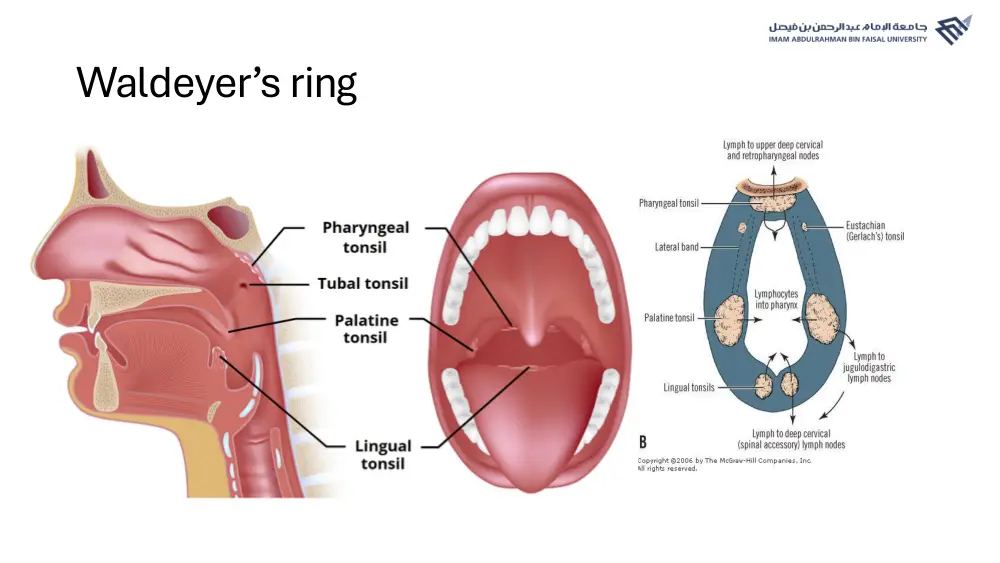 جامعة الإمام عبدالرحمن بن فيصل
IMAM ABDULRAHMAN BIN FAISAL UNIVERSITY
Waldeyer’s ring
Pharyngeal
tonsil
Tubal tonsil
Palatine
tonsil
Lingual
tonsil
Lymph to upper deep cervical
and retropharyngeal nodes
Pharyngeal tonsil
Eustachian
(Gerlach's) tonsil
Lateral band
Lymphocytes
into pharynx
Palatine tonsil
Lymph to
jugulodigastric
lymph nodes
Lingual tonsils
Lymph to deep cervical
(spinal accessory) lymph nodes
B
Copyright ©2006 by The McGraw-Hill Companies, Inc.
All rights reserved.